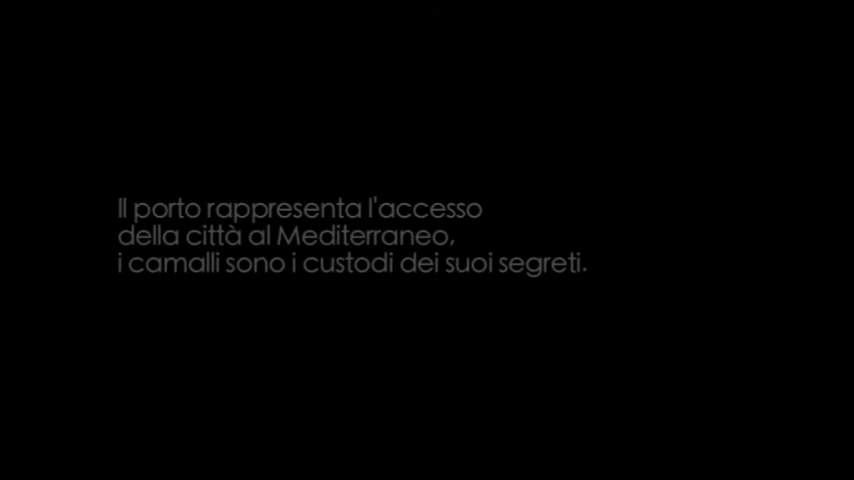 Il porto rappresenta l'accesso
della città al Mediterraneo,
i camalli sono i custodi dei suoi segreti.